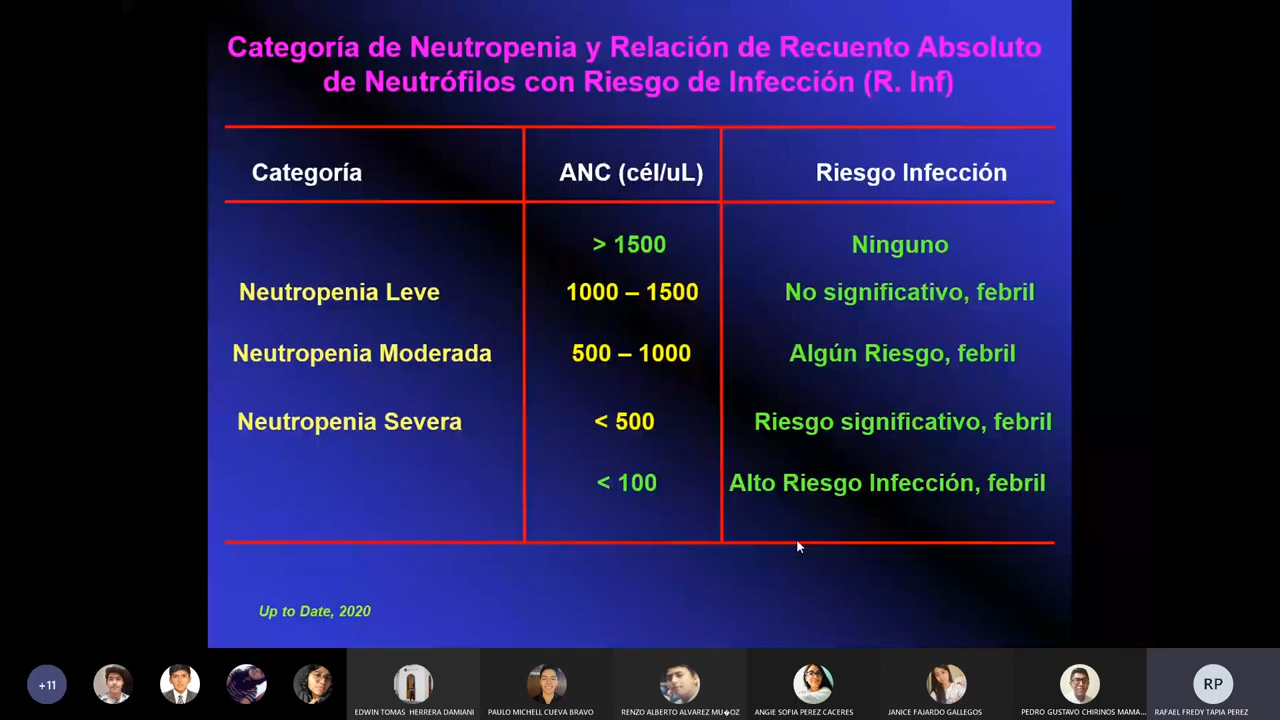 Categoría de Neutropenia y Relación de Recuento Absoluto
de Neutrófilos con Riesgo de Infección (R. Inf)
Categoría ANC (cél/uL) Riesgo Infección
> 1500 Ninguno
Neutropenia Leve 1000 – 1500 No significativo, febril
Neutropenia Moderada 500 – 1000 Algún Riesgo, febril
Neutropenia Severa < 500 Riesgo significativo, febril
< 100 Alto Riesgo Infección, febril
Up to Date, 2020
+11
RP
EDWIN TOMAS HERRERA DAMIANI
PAULO MICHELL CUEVA BRAVO
RENZO ALBERTO ALVAREZ MU�OZ
ANGIE SOFIA PEREZ CACERES
JANICE FAJARDO GALLEGOS
PEDRO GUSTAVO CHIRINOS MAMA...
RAFAEL FREDY TAPIA PEREZ